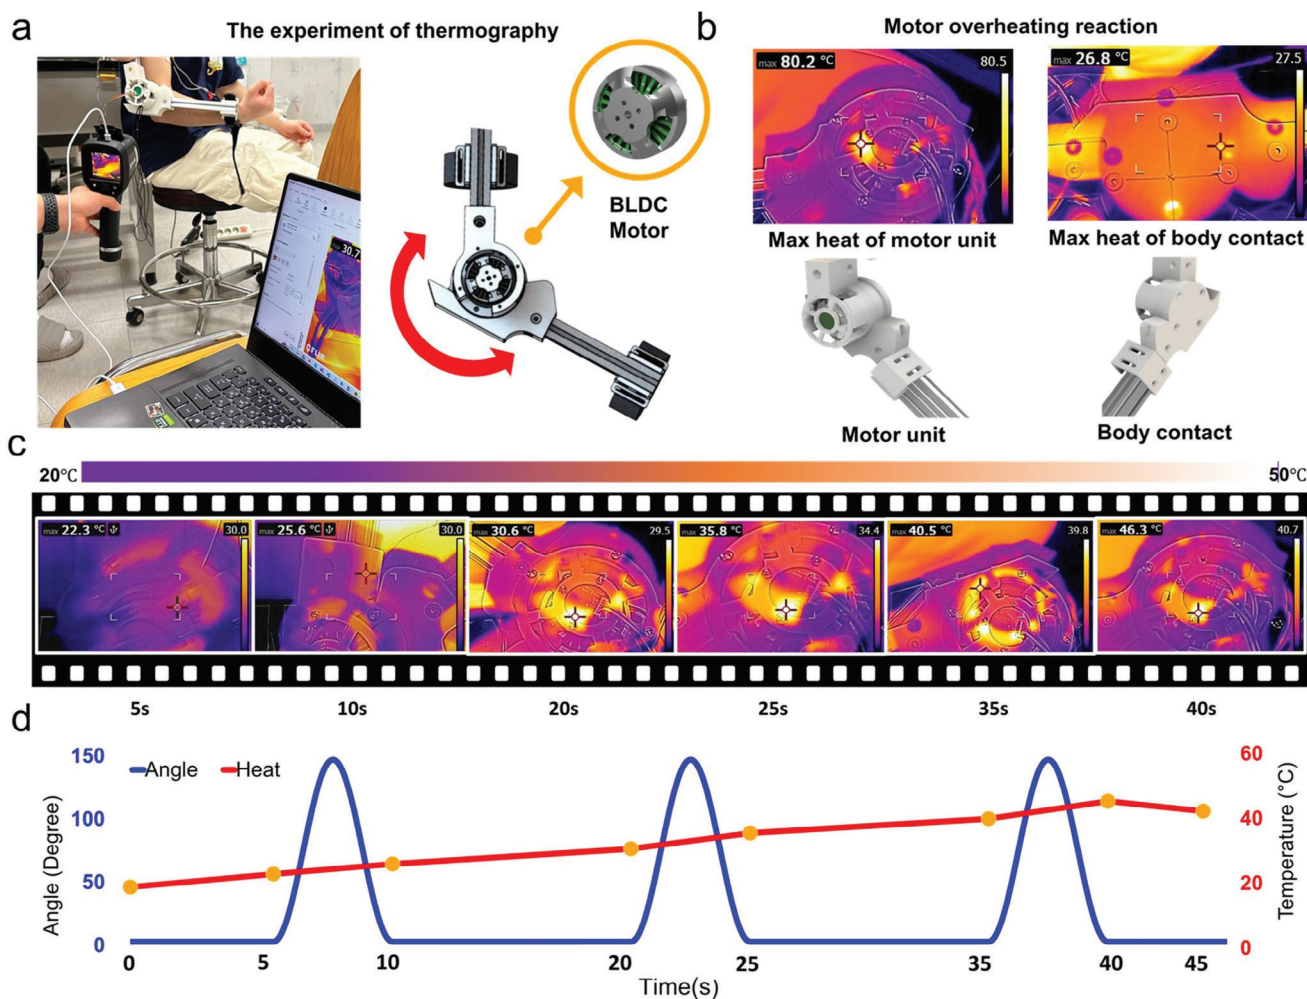 a
The experiment of thermography
30.7
BLDC
Motor
b
Motor overheating reaction
max 80.2 °C
80.5
max 26.8 °C
27.5
Max heat of motor unit
Max heat of body contact
Motor unit
Body contact
c
20°C
50°C
max 22.3 °C
30.0
max 25.6 °C
30.0
max 30.6 °C
29.5
max 35.8 °C
34.4
max 40.5 °C
39.8
max 46.3 °C
40.7
5s
10s
20s
25s
35s
40s
d
Angle
Heat
Angle (Degree)
150
100
50
0
Temperature (°C)
60
40
20
0
0
5
10
20
25
35
40
45
Time(s)